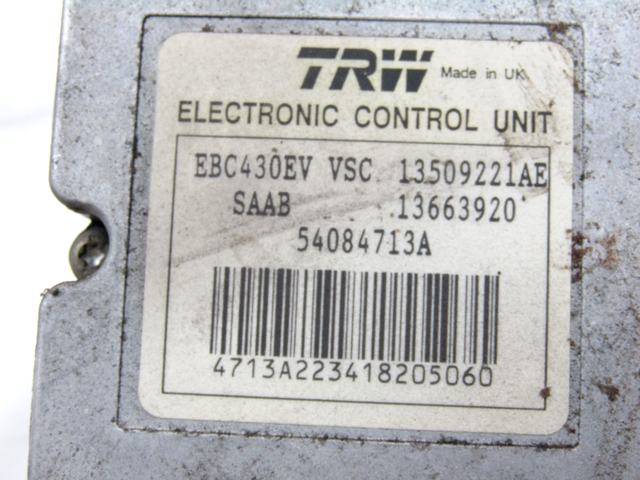 TRW Made in UK
ELECTRONIC CONTROL UNIT
EBC430EV VSC 13509221AE
SAAB 13663920
54084713A
4713A223418205060